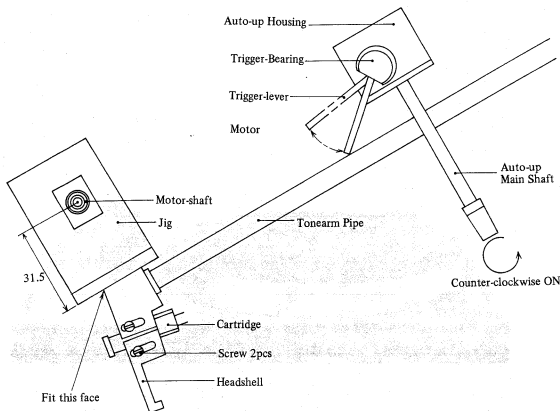 Auto-up Housing
Trigger-Bearing
Trigger-lever
Motor
Motor-shaft
Jig
Auto-up
Main Shaft
Tonearm Pipe
31.5
Counter-clockwise ON
Cartridge
Screw 2pcs
Headshell
Fit this face